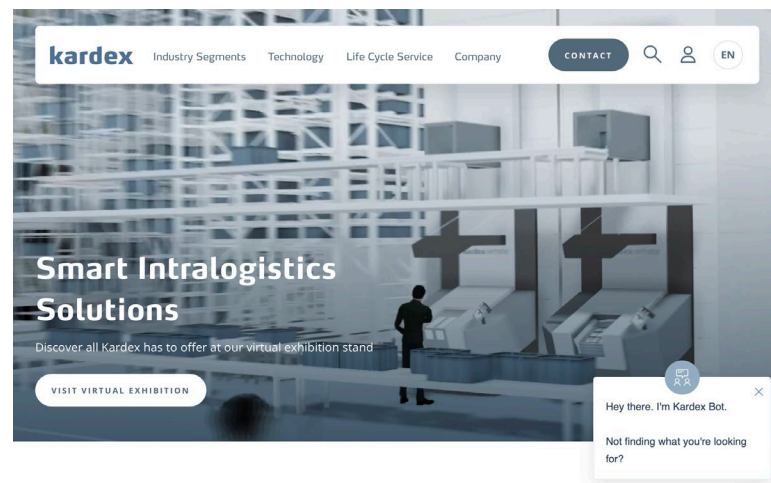 kardex
Industry Segments
Technology
Life Cycle Service
Company
CONTACT
EN
Smart Intralogistics
Solutions
Discover all Kardex has to offer at our virtual exhibition stand
VISIT VIRTUAL EXHIBITION
Hey there. I'm Kardex Bot.
Not finding what you're looking
for?